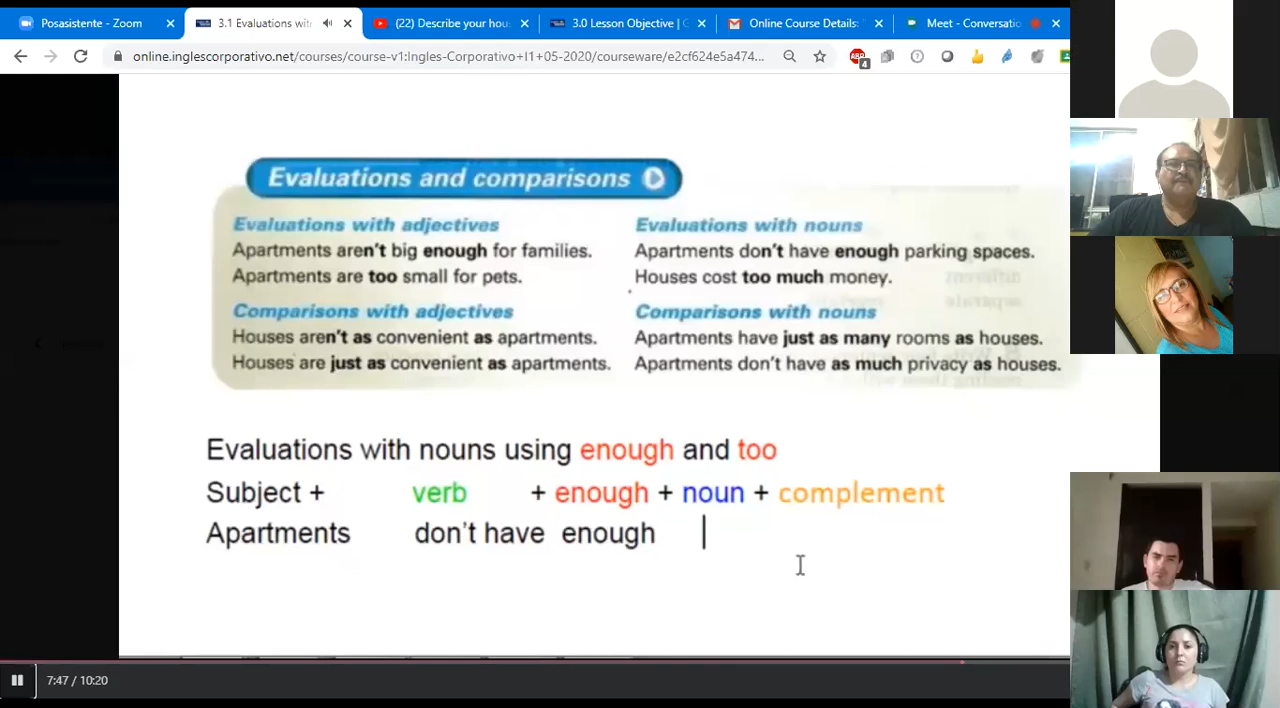 Posasistente - Zoom
3.1 Evaluations wit
(22) Describe your hou
3.0 Lesson Objective |
Online Course Details:
Meet - Conversatio
online.inglescorporativo.net/courses/course-v1:Ingles-Corporativo+I1+05-2020/courseware/e2cf624e5a474...
4
Evaluations and comparisons
Evaluations with adjectives
Apartments aren't big enough for families.
Apartments are too small for pets.
Comparisons with adjectives
Houses aren't as convenient as apartments.
Houses are just as convenient as apartments.
Evaluations with nouns
Apartments don't have enough parking spaces.
Houses cost too much money.
Comparisons with nouns
Apartments have just as many rooms as houses.
Apartments don't have as much privacy as houses.
Evaluations with nouns using enough and too
Subject + verb + enough + noun + complement
Apartments don't have enough
7:47 / 10:20